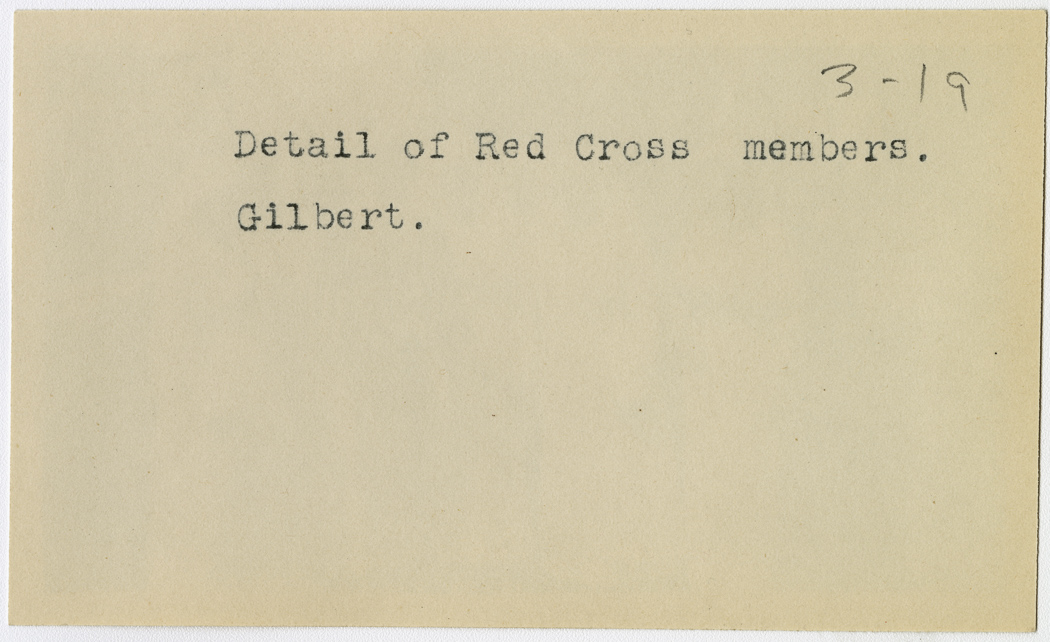 3-19
Detail of Red Cross  members.
Gilbert.